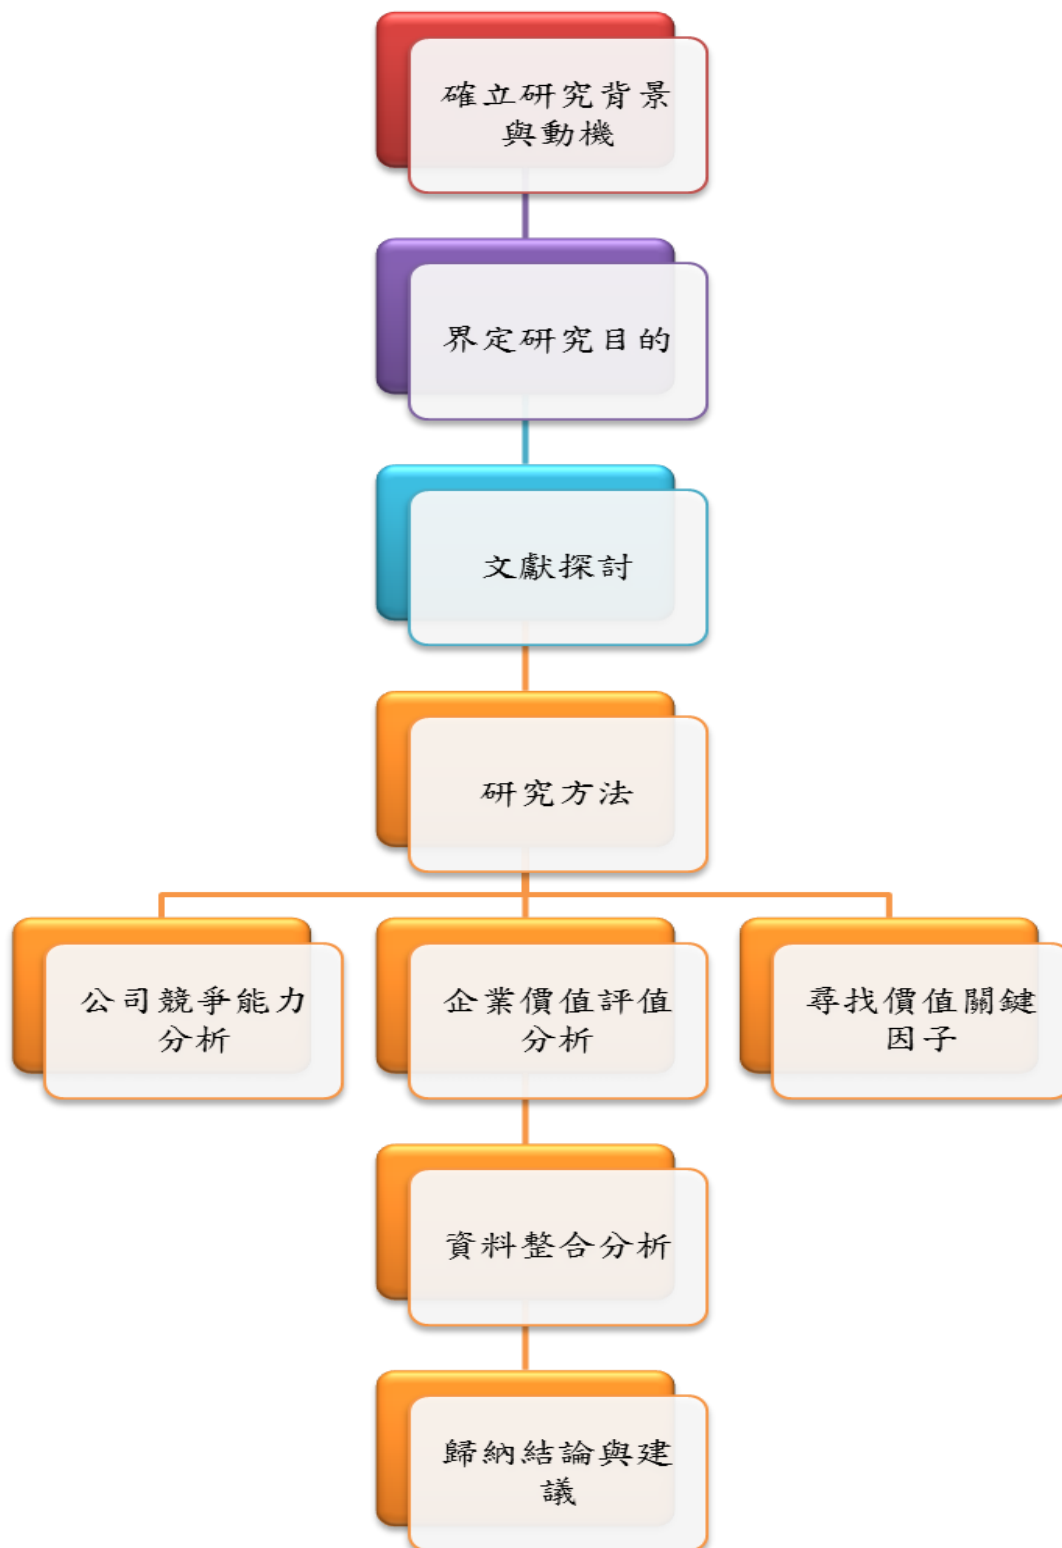 確立研究背景
與動機
界定研究目的
文獻探討
研究方法
公司競爭能力
分析
企業價值評值
分析
尋找價值關鍵
因子
資料整合分析
歸納結論與建
議